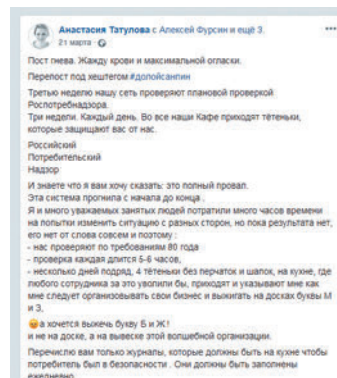 Анастасия Татулова с Алексей Фурсин и ещё 3.
21 марта ·
Пост гнева. Жажду крови и максимальной огласки.
Перепост под хештегом #долойсанпин
Третью неделю нашу сеть проверяют плановой проверкой
Роспотребнадзора.
Три недели. Каждый день. Во все наши Кафе приходят тётеньки,
которые защищают вас от нас.
Российский
Потребительский
Надзор
И знаете что я вам хочу сказать: это полный провал.
Эта система прогнила с начала до конца .
Я и много уважаемых занятых людей потратили много часов времени
на попытки изменить ситуацию с разных сторон, но пока результата нет,
его нет от слова совсем и поэтому :
- нас проверяют по требованиям 80 года
- проверка каждая длится 5-6 часов,
- несколько дней подряд, 4 тётеньки без перчаток и шапок, на кухне, где
любого сотрудника за это уволили бы, приходят и указывают мне как
мне следует организовывать свои бизнес и выжигать на досках буквы М
и З,
😡а хочется выжечь букву Б и Ж !
и не на доске, а на вывеске этой волшебной организации.
Перечислю вам только журналы, которые должны быть на кухне чтобы
потребитель был в безопасности . Они должны быть заполнены
ежедневно